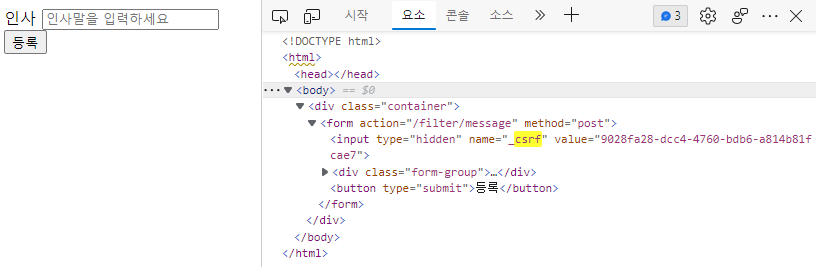 인사 인사말을 입력하세요
등록
시작 요소 콘솔 소스 3
<!DOCTYPE html>
<html>
<head></head>
<body> == $0
<div class="container">
<form action="/filter/message" method="post">
<input type="hidden" name="_csrf" value="9028fa28-dcc4-4760-bdb6-a814b81f
cae7">
<div class="form-group">…</div>
<button type="submit">등록</button>
</form>
</div>
</body>
</html>